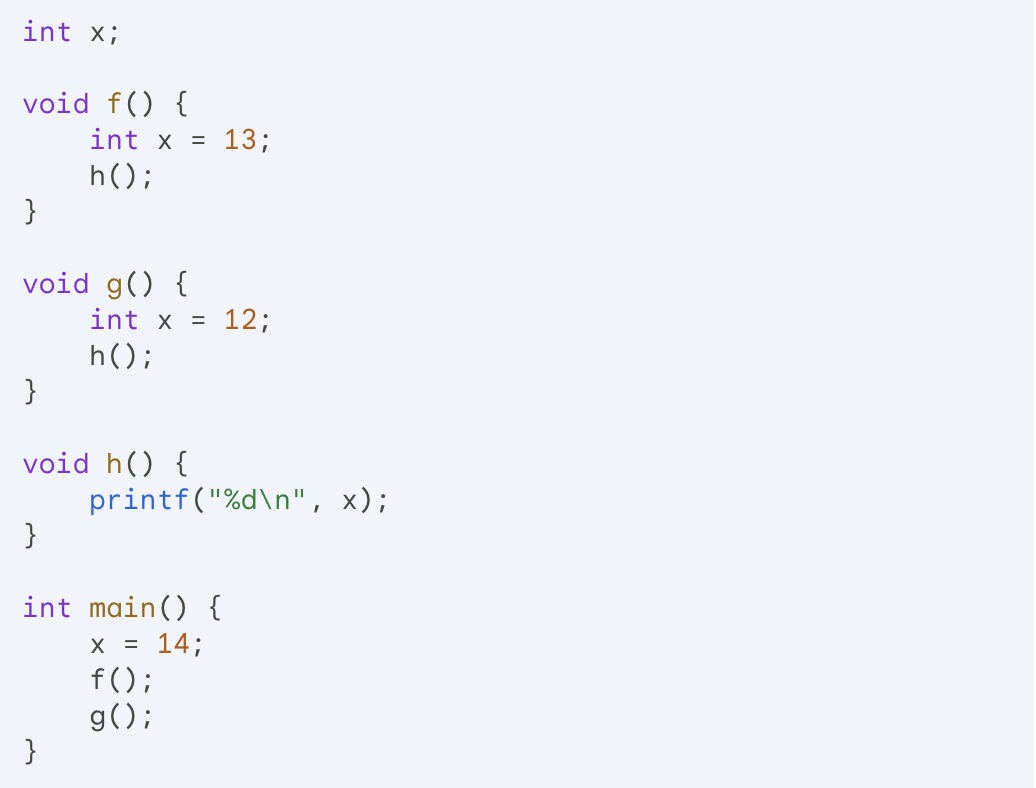 int x;

void f() {
    int x = 13;
    h();
}

void g() {
    int x = 12;
    h();
}

void h() {
    printf("%d\n", x);
}

int main() {
    x = 14;
    f();
    g();
}